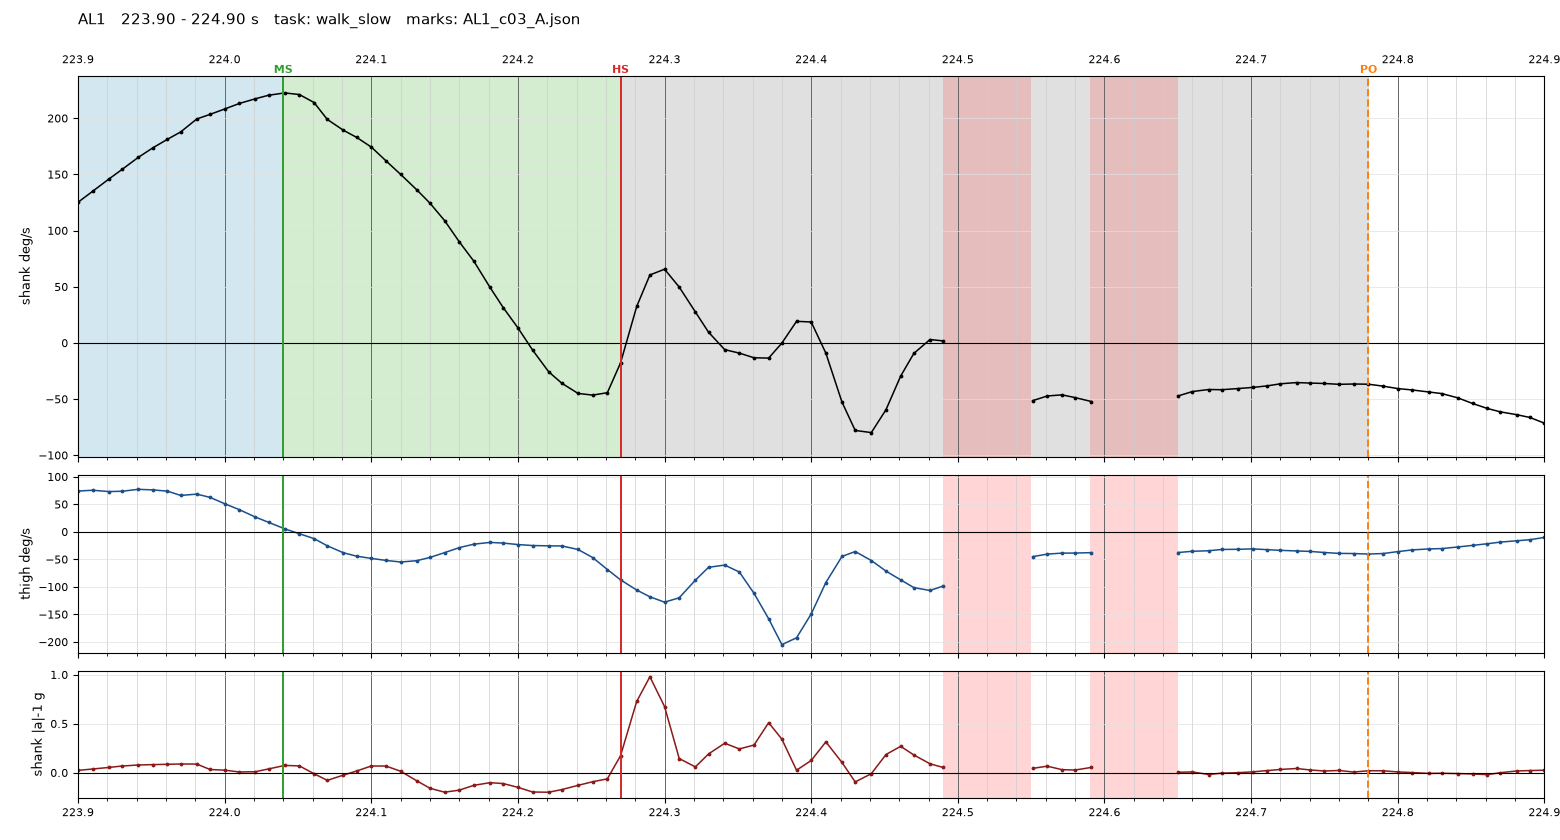 AL1   223.90 - 224.90 s   task: walk_slow   marks: AL1_c03_A.json
223.9 224.0 224.1 224.2 224.3 224.4 224.5 224.6 224.7 224.8 224.9
MS HS PO
shank deg/s
200
150
100
50
0
−50
−100
thigh deg/s
100
50
0
−50
−100
−150
−200
shank |a|-1 g
1.0
0.5
0.0
223.9 224.0 224.1 224.2 224.3 224.4 224.5 224.6 224.7 224.8 224.9